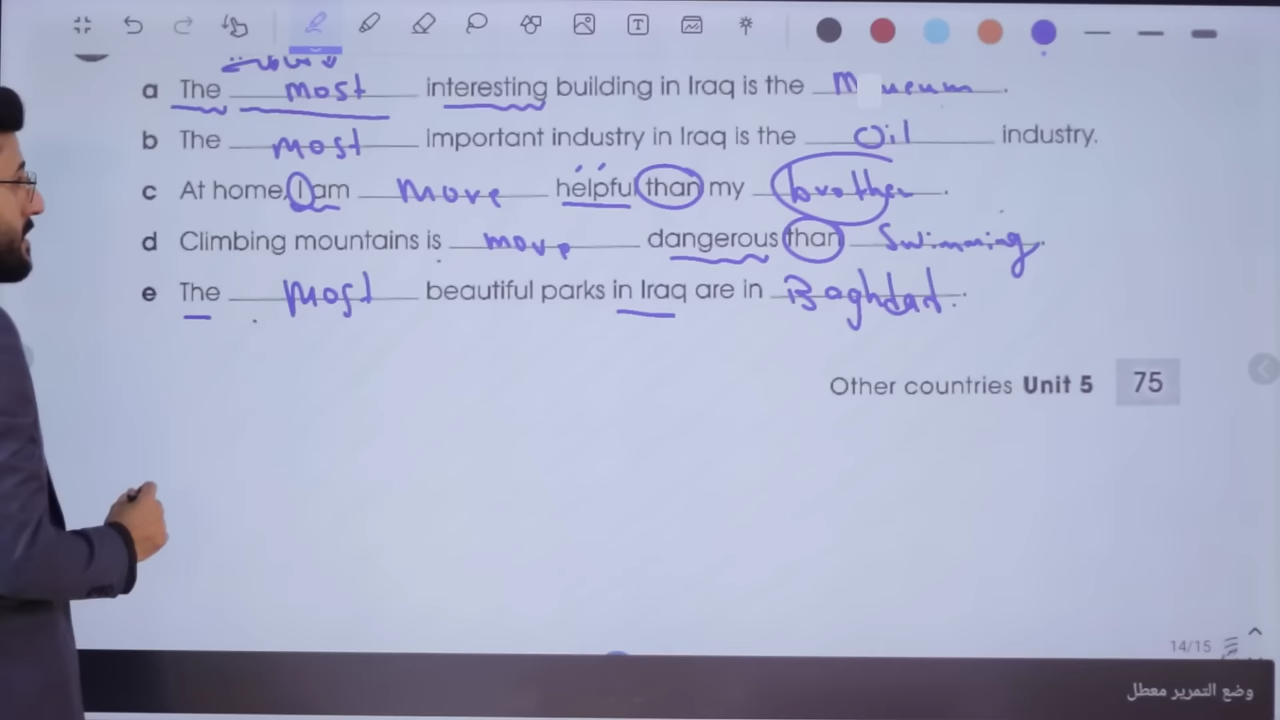 a The most interesting building in Iraq is the M ueum.
b The most important industry in Iraq is the Oil industry.
c At home, I am more helpful than my brother.
d Climbing mountains is more dangerous than Swimming.
e The most beautiful parks in Iraq are in Baghdad.
Other countries Unit 5 75
14/15
وضع التمرير معطل